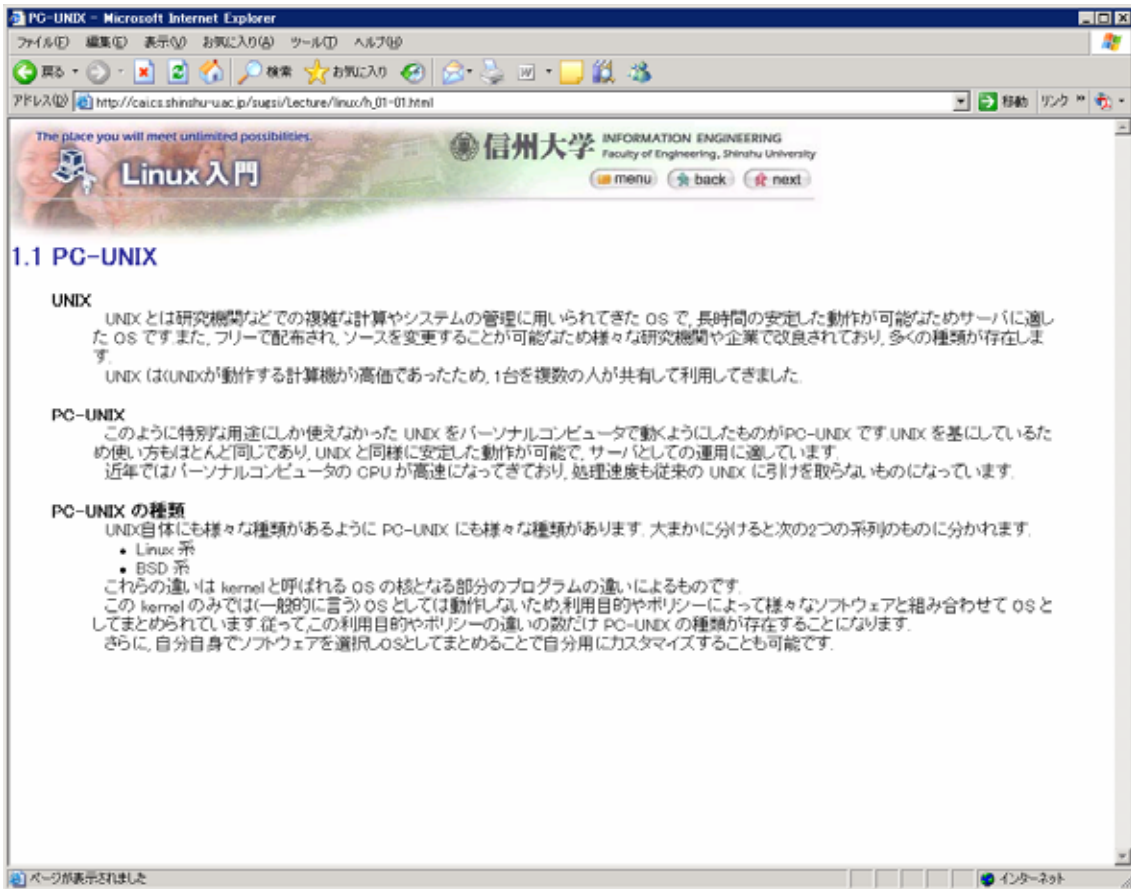 PC-UNIX - Microsoft Internet Explorer
ファイル(F) 編集(E) 表示(V) お気に入り(A) ツール(T) ヘルプ(H)
戻る 検索 お気に入り
アドレス(D) http://cai.cs.shinshu-u.ac.jp/sugsi/Lecture/linux/h_01-01.html 移動 リンク »
The place you will meet unlimited possibilities.
Linux 入門
信州大学 INFORMATION ENGINEERING
Faculty of Engineering, Shinshu University
menu back next
1.1 PC-UNIX
UNIX
UNIX とは研究機関などでの複雑な計算やシステムの管理に用いられてきた OS で, 長時間の安定した動作が可能なためサーバに適し
た OS です.また, フリーで配布され, ソースを変更することが可能なため様々な研究機関や企業で改良されており, 多くの種類が存在しま
す.
UNIX は(UNIXが動作する計算機が)高価であったため, 1台を複数の人が共有して利用してきました.
PC-UNIX
このように特別な用途にしか使えなかった UNIX をパーソナルコンピュータで動くようにしたものがPC-UNIX です.UNIX を基にしているた
め使い方もほとんど同じであり, UNIX と同様に安定した動作が可能で, サーバとしての運用に適しています.
近年ではパーソナルコンピュータの CPU が高速になってきており, 処理速度も従来の UNIX に引けを取らないものになっています.
PC-UNIX の種類
UNIX自体にも様々な種類があるように PC-UNIX にも様々な種類があります. 大まかに分けると次の2つの系列のものに分かれます.
• Linux 系
• BSD 系
これらの違いは kernel と呼ばれる OS の核となる部分のプログラムの違いによるものです.
この kernel のみでは(一般的に言う) OS としては動作しないため,利用目的やポリシーによって様々なソフトウェアと組み合わせて OS と
してまとめられています.従って,この利用目的やポリシーの違いの数だけ PC-UNIX の種類が存在することになります.
さらに, 自分自身でソフトウェアを選択しOSとしてまとめることで自分用にカスタマイズすることも可能です.
ページが表示されました インターネット